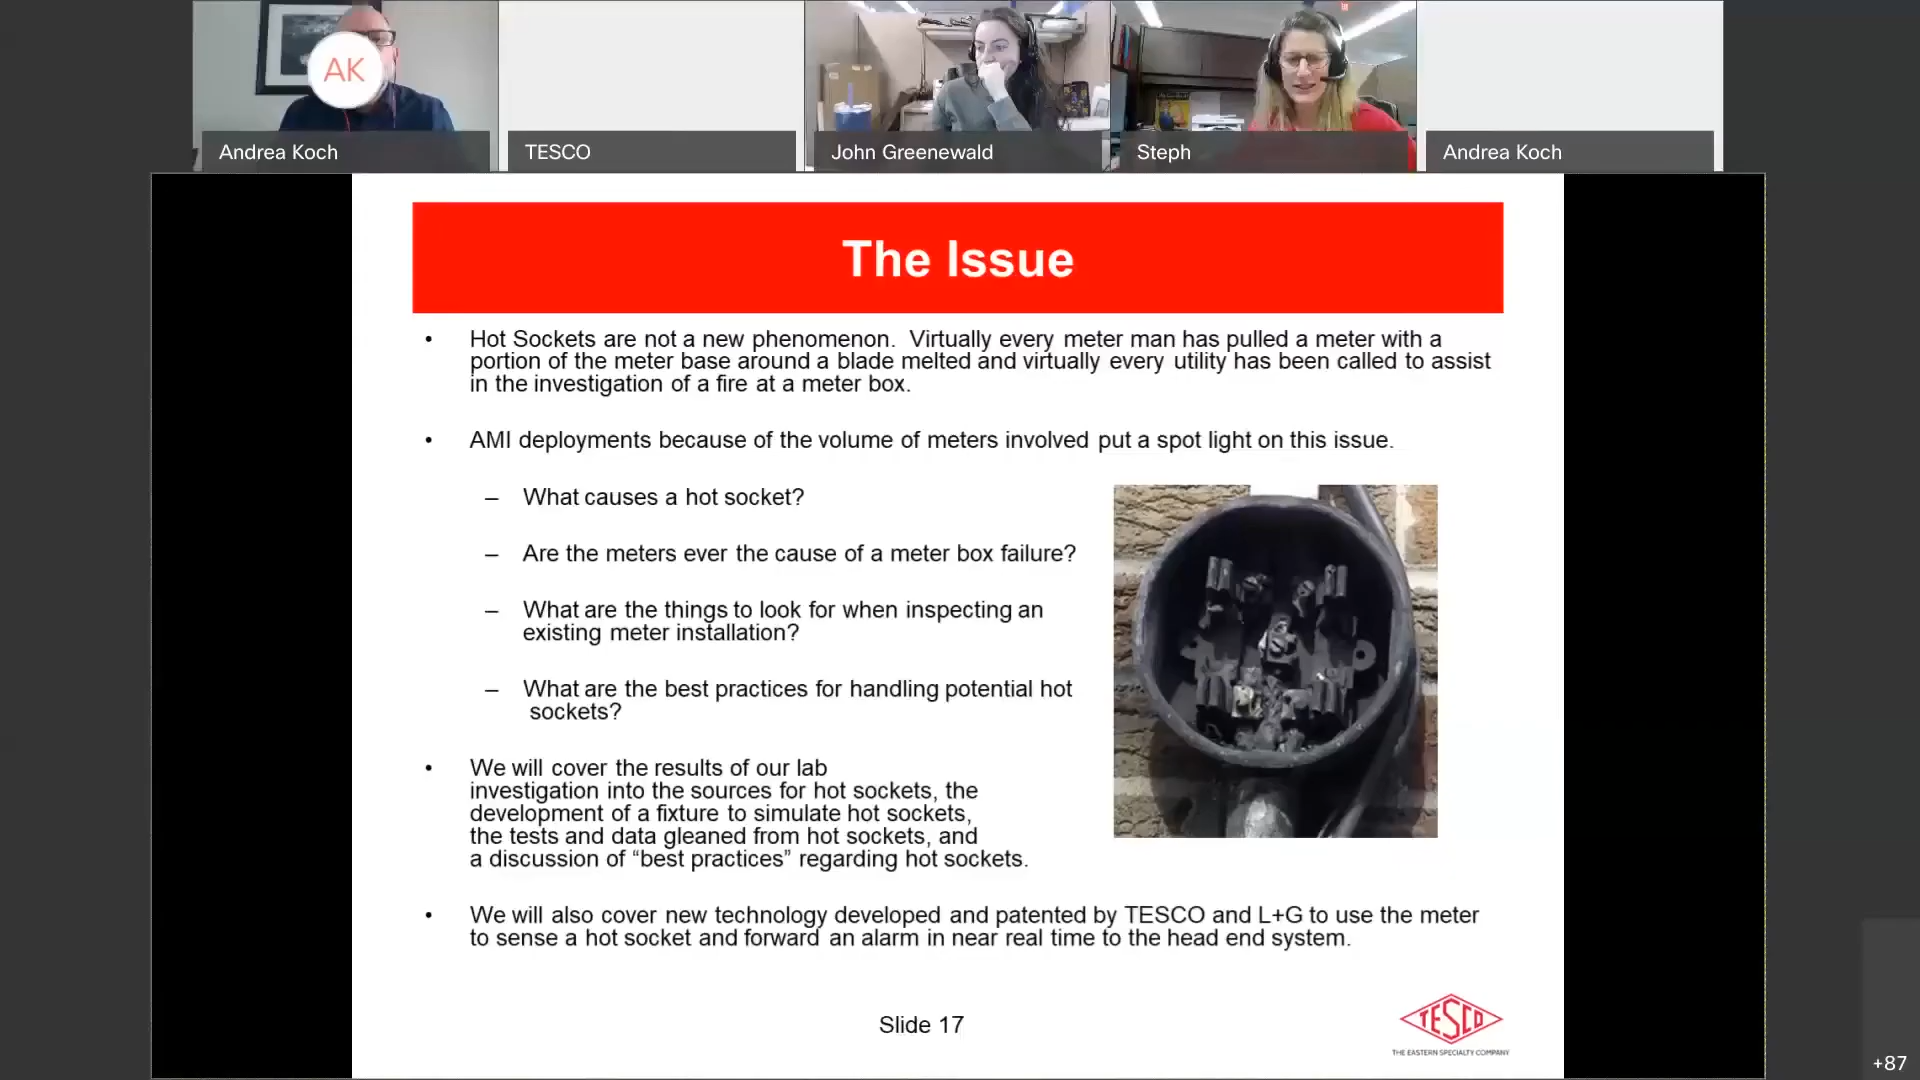 AK
Andrea Koch
TESCO
John Greenewald
Steph
Andrea Koch
The Issue
• Hot Sockets are not a new phenomenon. Virtually every meter man has pulled a meter with a
portion of the meter base around a blade melted and virtually every utility has been called to assist
in the investigation of a fire at a meter box.
• AMI deployments because of the volume of meters involved put a spot light on this issue.
– What causes a hot socket?
– Are the meters ever the cause of a meter box failure?
– What are the things to look for when inspecting an
existing meter installation?
– What are the best practices for handling potential hot
sockets?
• We will cover the results of our lab
investigation into the sources for hot sockets, the
development of a fixture to simulate hot sockets,
the tests and data gleaned from hot sockets, and
a discussion of “best practices” regarding hot sockets.
• We will also cover new technology developed and patented by TESCO and L+G to use the meter
to sense a hot socket and forward an alarm in near real time to the head end system.
Slide 17
TESCO
THE EASTERN SPECIALTY COMPANY
+87